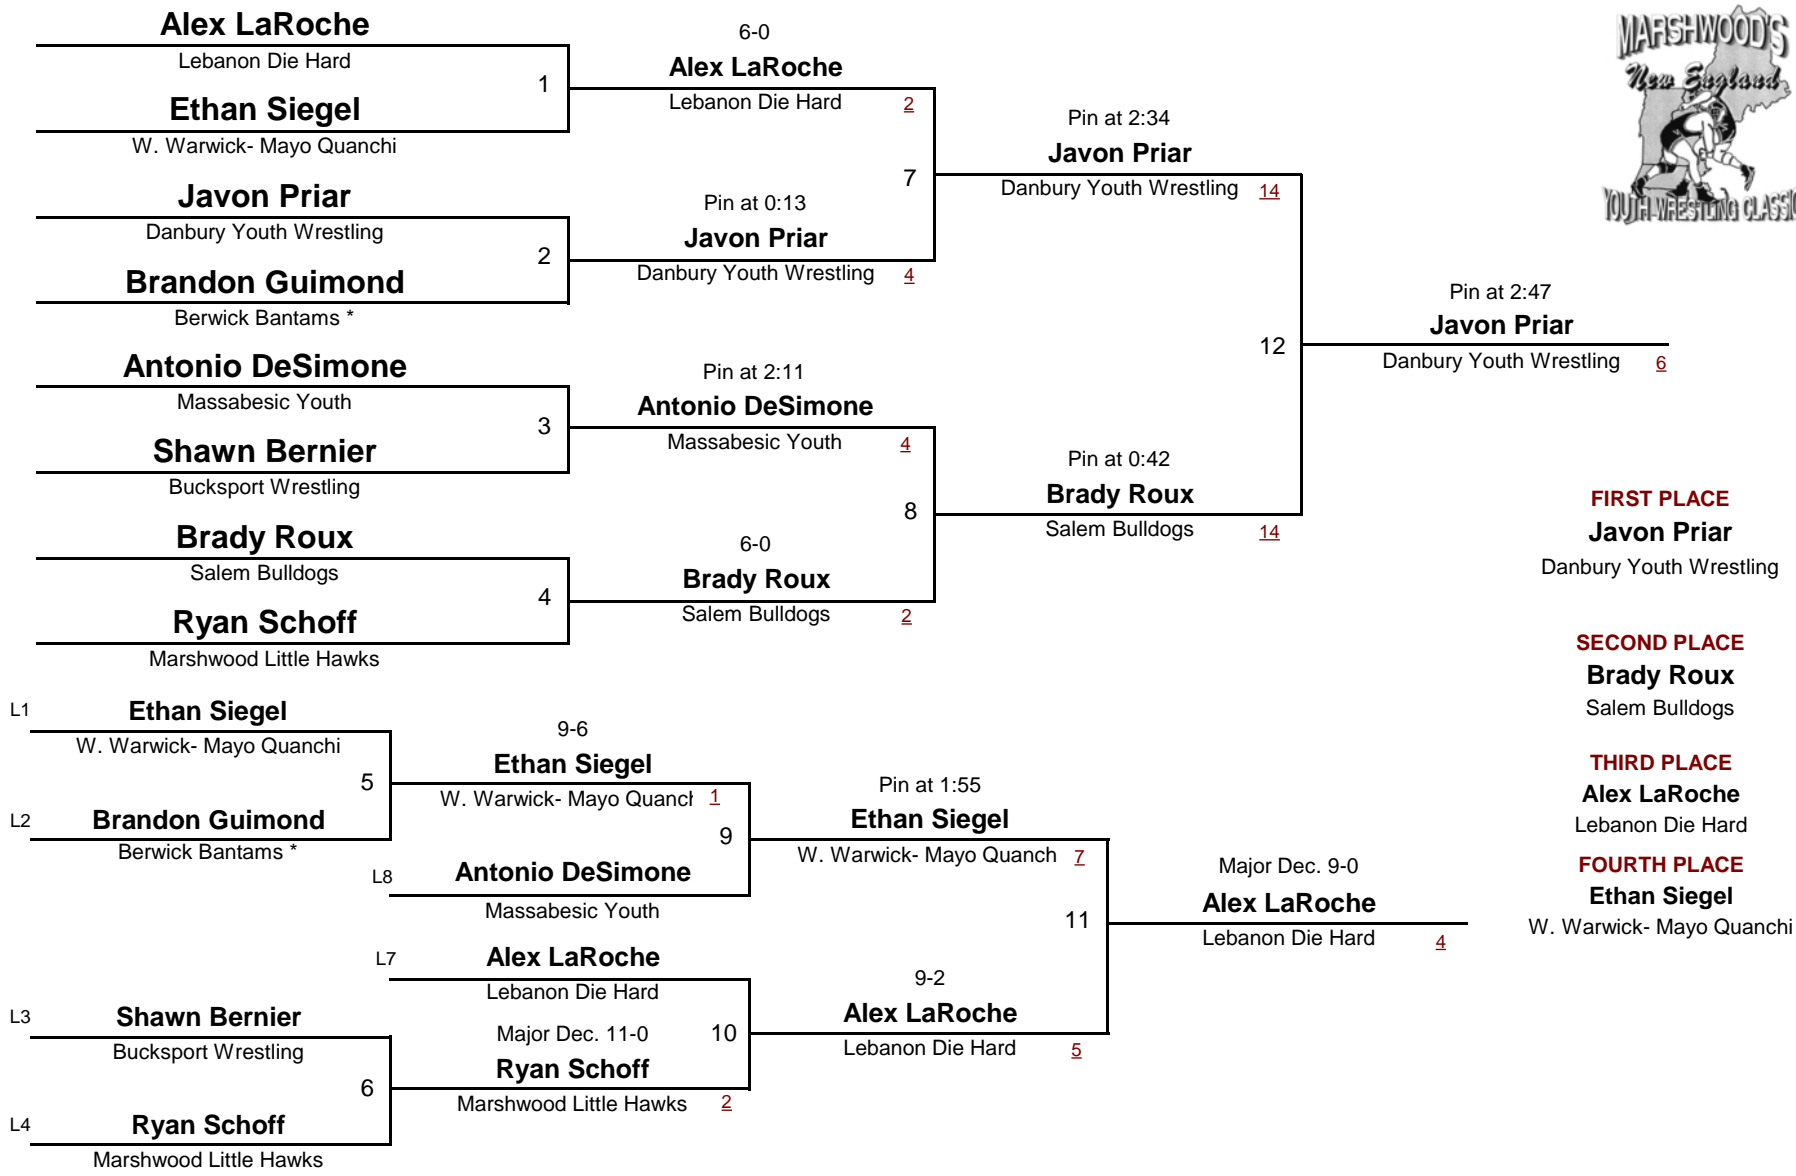 Alex LaRoche
Lebanon Die Hard
1
Ethan Siegel
W. Warwick- Mayo Quanchi
Javon Priar
Danbury Youth Wrestling
2
Brandon Guimond
Berwick Bantams *
Antonio DeSimone
Massabesic Youth
3
Shawn Bernier
Bucksport Wrestling
Brady Roux
Salem Bulldogs
4
Ryan Schoff
Marshwood Little Hawks
6-0
Alex LaRoche
Lebanon Die Hard 2
7
Pin at 0:13
Javon Priar
Danbury Youth Wrestling 4
Pin at 2:11
Antonio DeSimone
Massabesic Youth 4
8
6-0
Brady Roux
Salem Bulldogs 2
Pin at 2:34
Javon Priar
Danbury Youth Wrestling 14
12
Pin at 0:42
Brady Roux
Salem Bulldogs 14
Pin at 2:47
Javon Priar
Danbury Youth Wrestling 6
MARSHWOOD'S
New England
YOUTH WRESTLING CLASSIC
FIRST PLACE
Javon Priar
Danbury Youth Wrestling
SECOND PLACE
Brady Roux
Salem Bulldogs
THIRD PLACE
Alex LaRoche
Lebanon Die Hard
FOURTH PLACE
Ethan Siegel
W. Warwick- Mayo Quanchi
L1 Ethan Siegel
W. Warwick- Mayo Quanchi
5
L2 Brandon Guimond
Berwick Bantams *
9-6
Ethan Siegel
W. Warwick- Mayo Quanch 1
9
L8 Antonio DeSimone
Massabesic Youth
L7 Alex LaRoche
Lebanon Die Hard
10
Major Dec. 11-0
Ryan Schoff
Marshwood Little Hawks 2
L3 Shawn Bernier
Bucksport Wrestling
6
L4 Ryan Schoff
Marshwood Little Hawks
Pin at 1:55
Ethan Siegel
W. Warwick- Mayo Quanch 7
11
9-2
Alex LaRoche
Lebanon Die Hard 5
Major Dec. 9-0
Alex LaRoche
Lebanon Die Hard 4